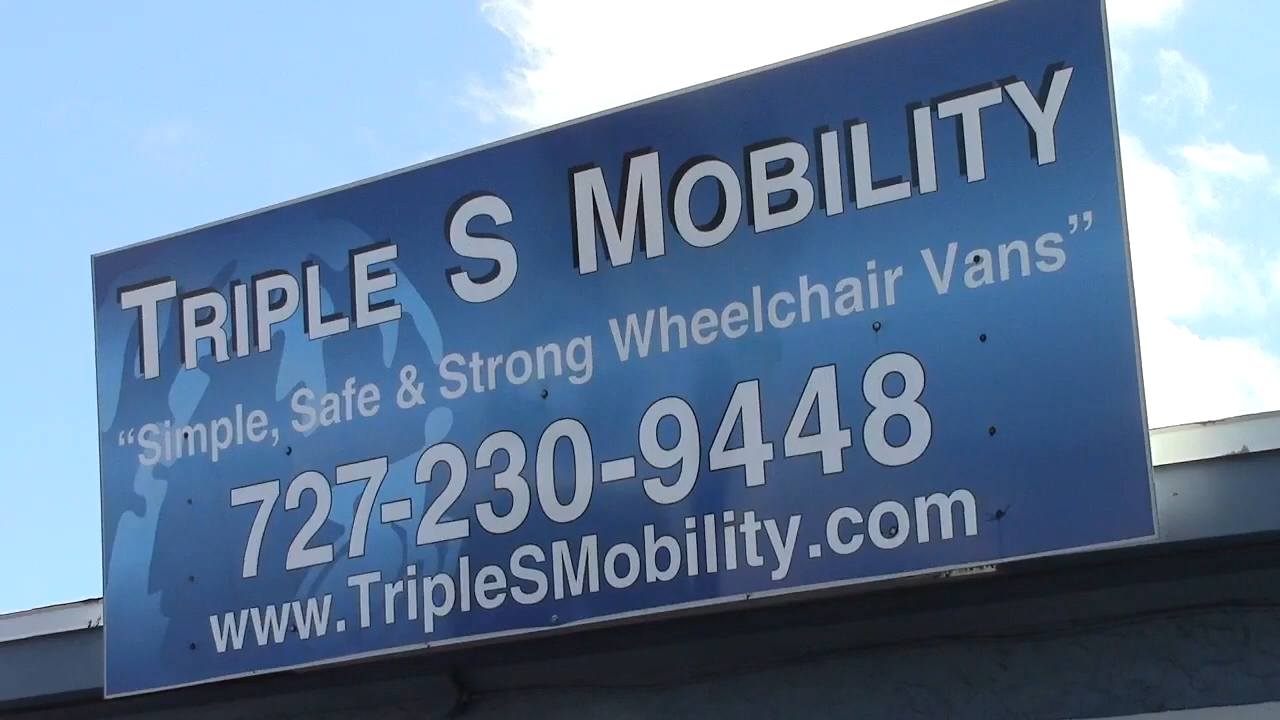 TRIPLE S MOBILITY
“Simple, Safe & Strong Wheelchair Vans”
727-230-9448
www.TripleSMobility.com